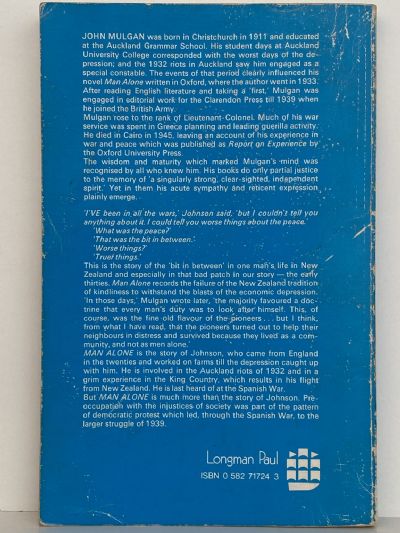 JOHN MULGAN was born in Christchurch in 1911 and educated
at the Auckland Grammar School. His student days at Auckland
University College corresponded with the worst days of the de-
pression; and the 1932 riots in Auckland saw him engaged as a
special constable. The events of that period clearly influenced his
novel Man Alone written in Oxford, where the author went in 1933.
After reading English literature and taking a 'first,' Mulgan was
engaged in editorial work for the Clarendon Press till 1939 when
he joined the British Army.
Mulgan rose to the rank of Lieutenant-Colonel. Much of his war
service was spent in Greece planning and leading guerilla activity.
He died in Cairo in 1945, leaving an account of his experience in
war and peace which was published as Report on Experience by
the Oxford University Press.
The wisdom and maturity which marked Mulgan's mind was
recognised by all who knew him. His books do only partial justice
to the memory of 'a singularly strong, clear-sighted, independent
spirit.' Yet in them his acute sympathy and reticent expression
plainly emerge.
'I'VE been in all the wars,' Johnson said, 'but I couldn't tell you
anything about it. I could tell you worse things about the peace.'
'What was the peace?'
'That was the bit in between.'
'Worse things?'
'Truer things.'
This is the story of the 'bit in between' in one man's life in New
Zealand and especially in that bad patch in our story — the early
thirties. Man Alone records the failure of the New Zealand tradition
of kindliness to withstand the blasts of the economic depression.
'In those days,' Mulgan wrote later, 'the majority favoured a doc-
trine that every man's duty was to look after himself. This, of
course, was the fine old flavour of the pioneers . . . but I think,
from what I have read, that the pioneers turned out to help their
neighbours in distress and survived because they lived as a com-
munity, and not as men alone.'
MAN ALONE is the story of Johnson, who came from England
in the twenties and worked on farms till the depression caught up
with him. He is involved in the Auckland riots of 1932 and in a
grim experience in the King Country, which results in his flight
from New Zealand. He is last heard of at the Spanish War.
But MAN ALONE is much more than the story of Johnson. Pre-
occupation with the injustices of society was part of the pattern
of democratic protest which led, through the Spanish War, to the
larger struggle of 1939.
Longman Paul
ISBN 0 582 71724 3